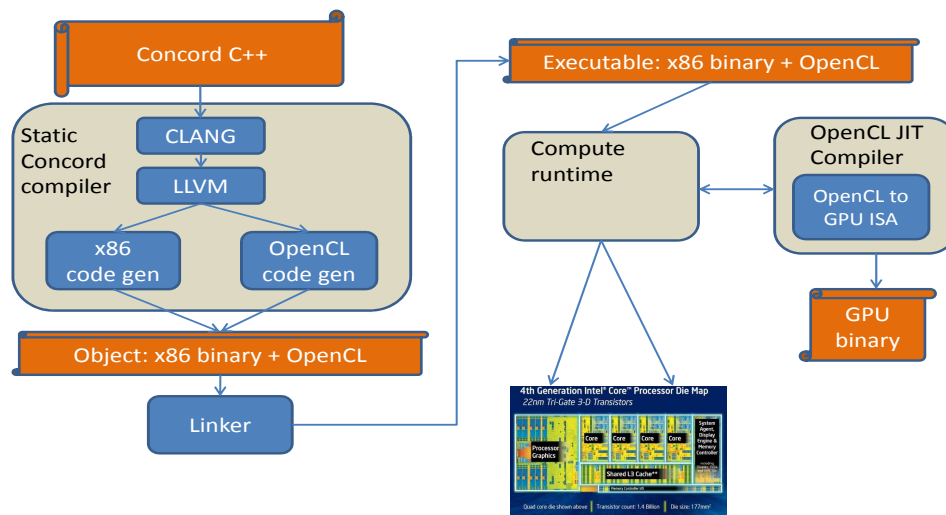 Concord C++
Static
Concord
compiler
CLANG
LLVM
x86
code gen
OpenCL
code gen
Object: x86 binary + OpenCL
Linker
Executable: x86 binary + OpenCL
Compute
runtime
OpenCL JIT
Compiler
OpenCL to
GPU ISA
GPU
binary
4th Generation Intel® Core™ Processor Die Map
22nm Tri-Gate 3-D Transistors
Processor
Graphics
Core
Core
Core
Core
System
Agent,
Display
Engine &
Memory
Controller
Shared L3 Cache**
Memory Controller I/O
Quad core die shown above
Transistor count: 1.4 Billion
Die size: 177mm²